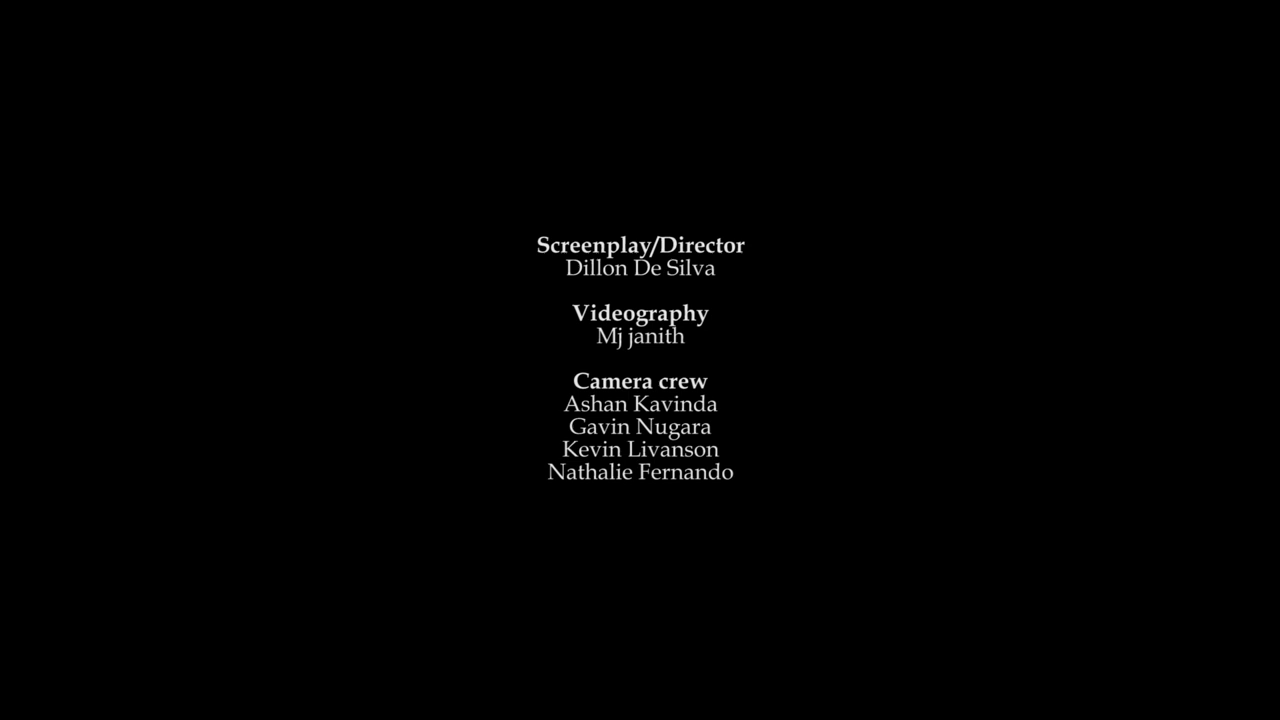 Screenplay/Director
Dillon De Silva
Videography
Mj janith
Camera crew
Ashan Kavinda
Gavin Nugara
Kevin Livanson
Nathalie Fernando